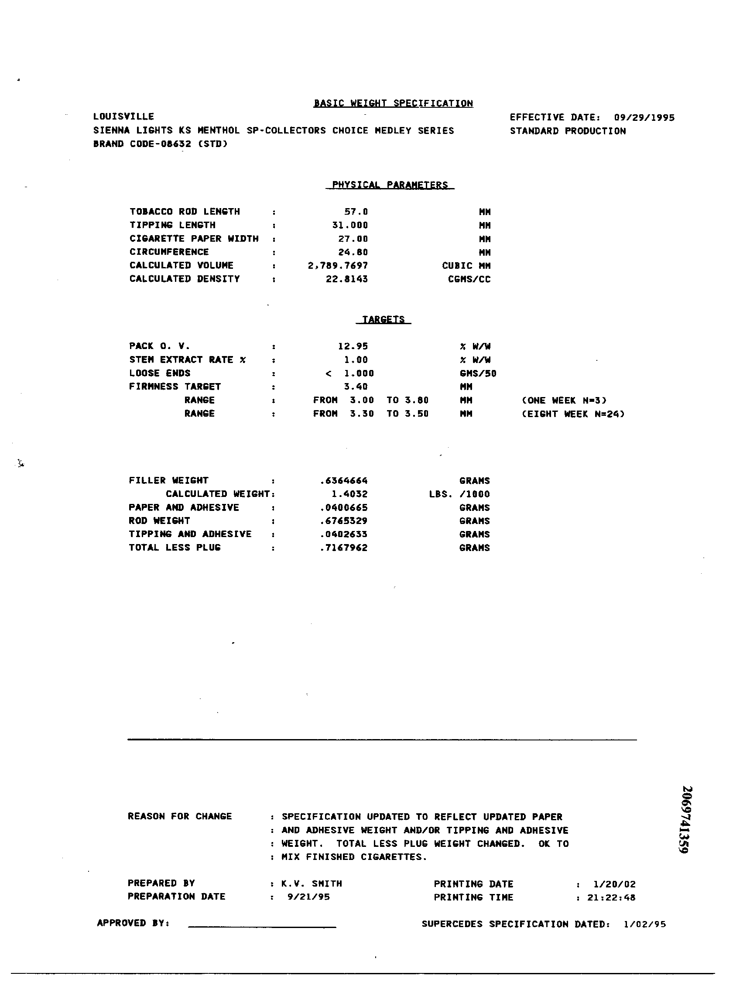 BASIC WEIGHT SPECIFICATION
LOUISVILLE EFFECTIVE DATE: 09/29/1995
SIENNA LIGHTS KS MENTHOL SP-COLLECTORS CHOICE MEDLEY SERIES STANDARD PRODUCTION
BRAND CODE-08632 (STD)
PHYSICAL PARAMETERS
TOBACCO ROD LENGTH : 57.0 MM
TIPPING LENGTH : 31.000 MM
CIGARETTE PAPER WIDTH : 27.00 MM
CIRCUMFERENCE : 24.80 MM
CALCULATED VOLUME : 2,789.7697 CUBIC MM
CALCULATED DENSITY : 22.8143 CGMS/CC
TARGETS
PACK O. V. : 12.95 % W/W
STEM EXTRACT RATE % : 1.00 % W/W
LOOSE ENDS : < 1.000 GMS/50
FIRMNESS TARGET : 3.40 MM
RANGE : FROM 3.00 TO 3.80 MM (ONE WEEK N=3)
RANGE : FROM 3.30 TO 3.50 MM (EIGHT WEEK N=24)
FILLER WEIGHT : .6364664 GRAMS
CALCULATED WEIGHT: 1.4032 LBS. /1000
PAPER AND ADHESIVE : .0400665 GRAMS
ROD WEIGHT : .6765329 GRAMS
TIPPING AND ADHESIVE : .0402633 GRAMS
TOTAL LESS PLUG : .7167962 GRAMS
REASON FOR CHANGE : SPECIFICATION UPDATED TO REFLECT UPDATED PAPER
: AND ADHESIVE WEIGHT AND/OR TIPPING AND ADHESIVE
: WEIGHT. TOTAL LESS PLUG WEIGHT CHANGED. OK TO
: MIX FINISHED CIGARETTES.
PREPARED BY : K.V. SMITH PRINTING DATE : 1/20/02
PREPARATION DATE : 9/21/95 PRINTING TIME : 21:22:48
APPROVED BY: SUPERCEDES SPECIFICATION DATED: 1/02/95
2069741359